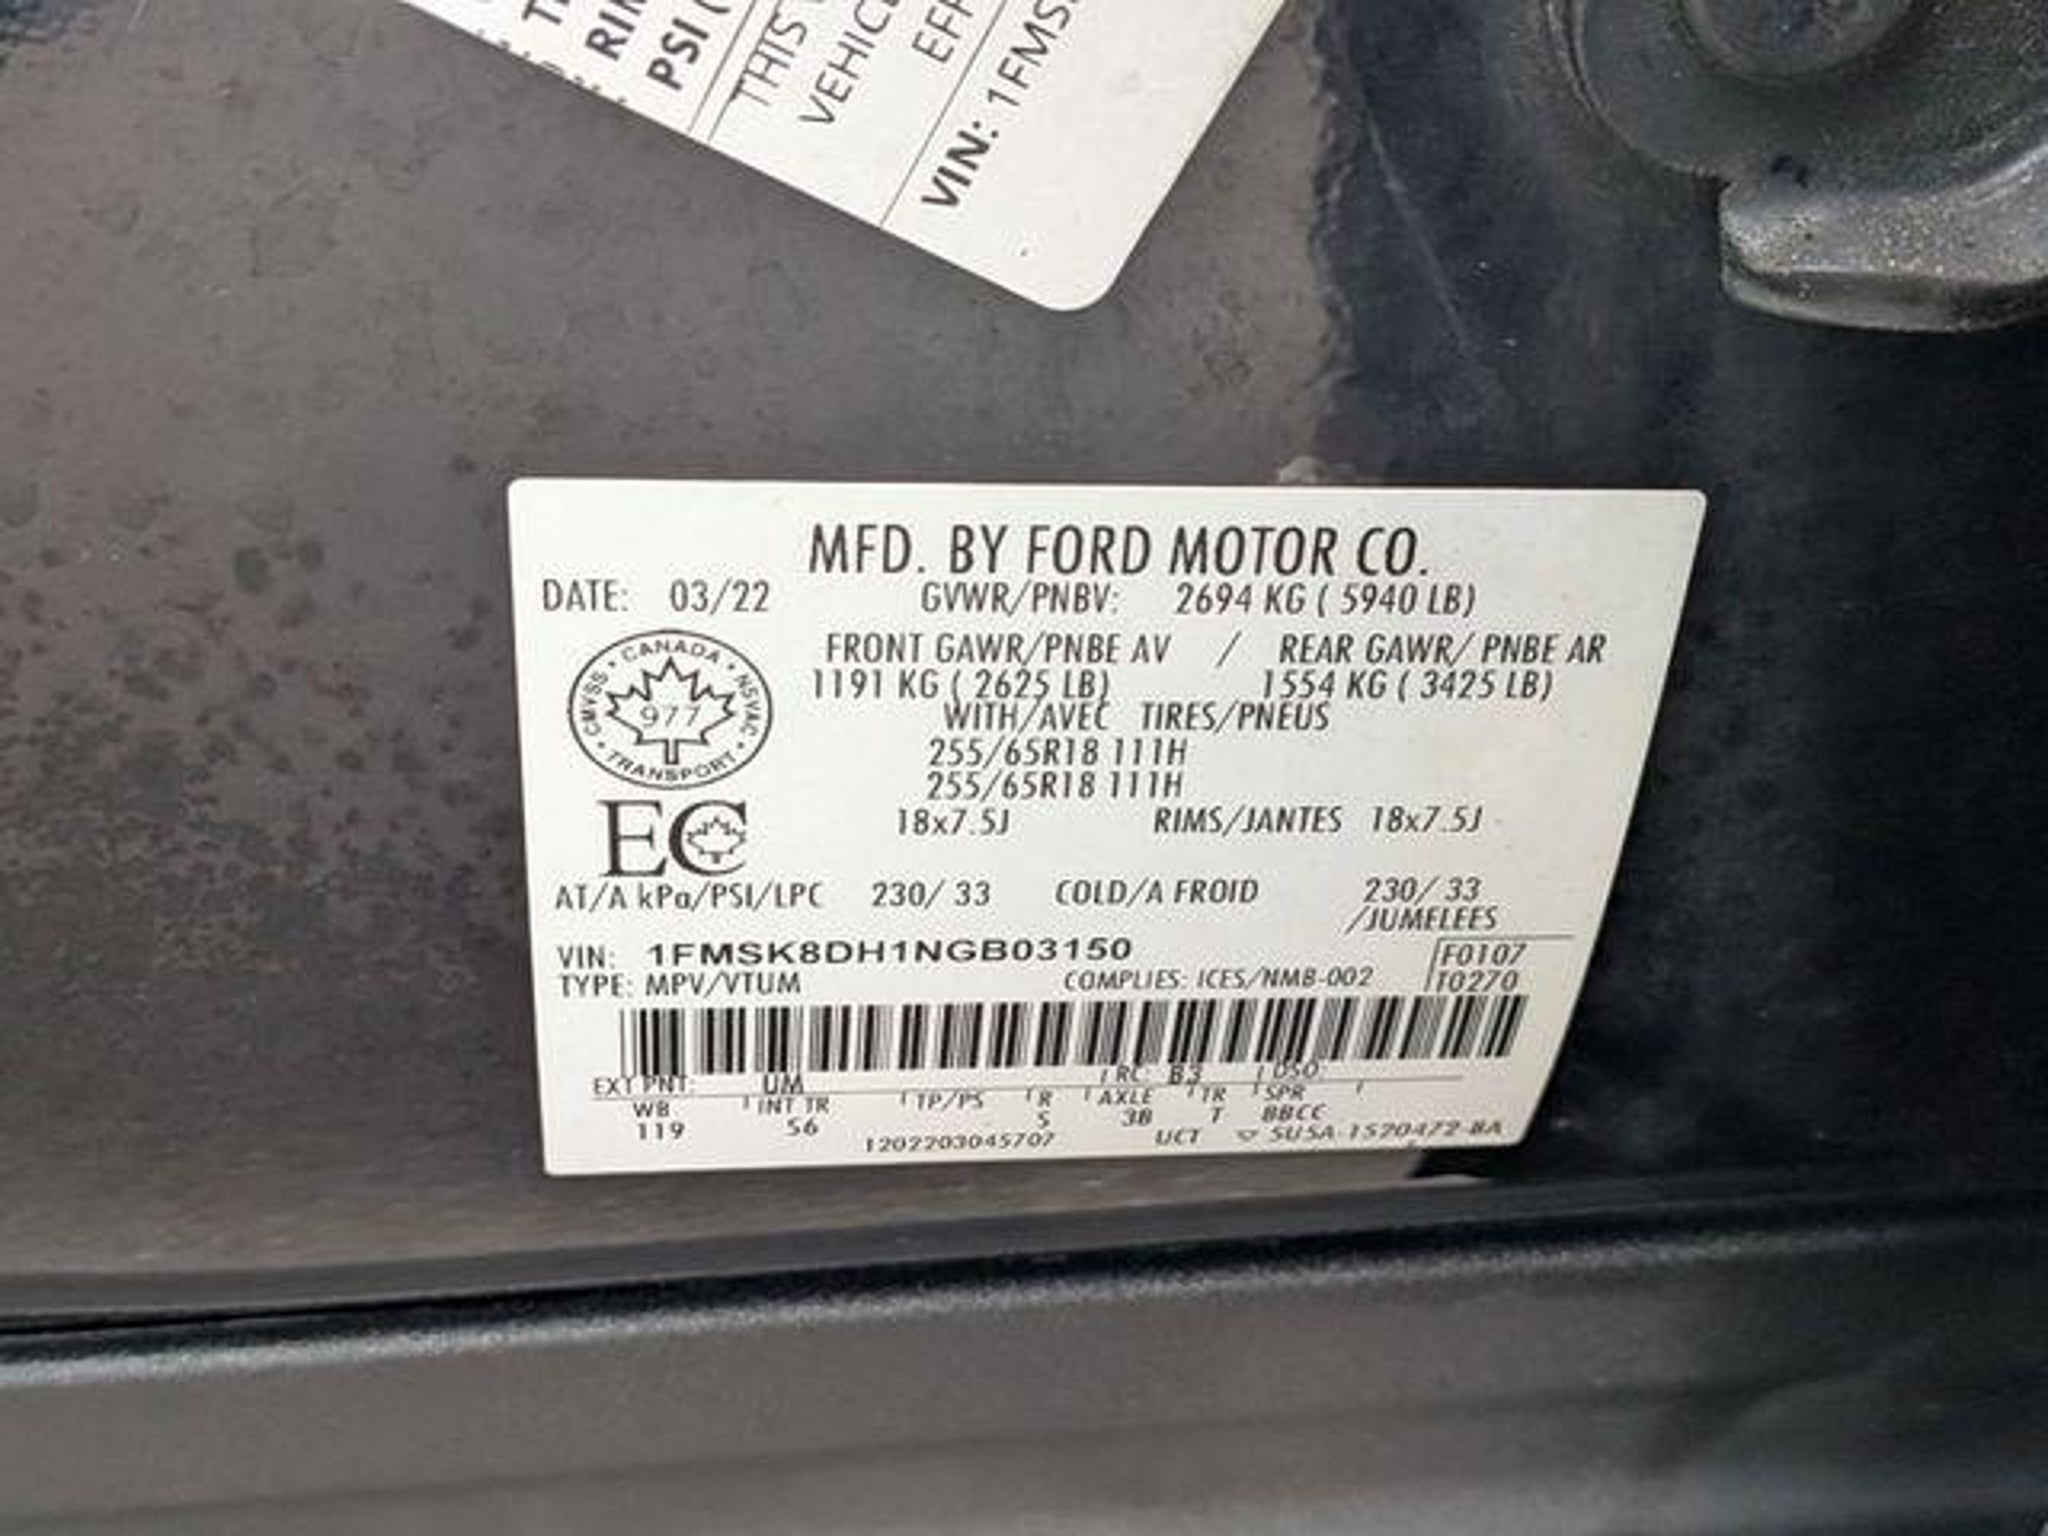 RIM
PSI (
THIS
VEHIC
EF
VIN: 1FMS
MFD. BY FORD MOTOR CO.
DATE: 03/22 GVWR/PNBV: 2694 KG ( 5940 LB)
FRONT GAWR/PNBE AV / REAR GAWR/ PNBE AR
1191 KG ( 2625 LB) 1554 KG ( 3425 LB)
WITH/AVEC TIRES/PNEUS
255/65R18 111H
255/65R18 111H
18x7.5J RIMS/JANTES 18x7.5J
CANADA
CMVSS • NSVAC
977
TRANSPORT
EC
AT/A kPa/PSI/LPC 230/ 33 COLD/A FROID 230/ 33
/JUMELEES
VIN: 1FMSK8DH1NGB03150 F0107
TYPE: MPV/VTUM COMPLIES: ICES/NMB-002 T0270
EXT PNT: UM RC: B3 DSO:
WB INT TR TP/PS R AXLE TR SPR
119 S6 S 3B T BBCC
1202203045707 UCT ▽ SU5A-1520472-BA